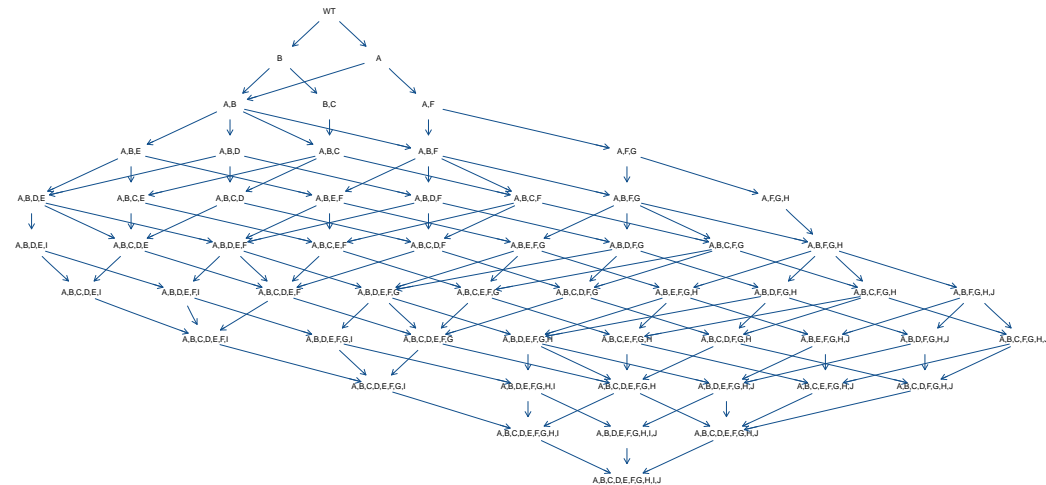 WT
B
A
A,B
B,C
A,F
A,B,E
A,B,D
A,B,C
A,B,F
A,F,G
A,B,D,E
A,B,C,E
A,B,C,D
A,B,E,F
A,B,D,F
A,B,C,F
A,B,F,G
A,F,G,H
A,B,D,E,I
A,B,C,D,E
A,B,D,E,F
A,B,C,E,F
A,B,C,D,F
A,B,E,F,G
A,B,D,F,G
A,B,C,F,G
A,B,F,G,H
A,B,C,D,E,I
A,B,D,E,F,I
A,B,C,D,E,F
A,B,D,E,F,G
A,B,C,E,F,G
A,B,C,D,F,G
A,B,E,F,G,H
A,B,D,F,G,H
A,B,C,F,G,H
A,B,F,G,H,J
A,B,C,D,E,F,I
A,B,D,E,F,G,I
A,B,C,D,E,F,G
A,B,D,E,F,G,H
A,B,C,E,F,G,H
A,B,C,D,F,G,H
A,B,E,F,G,H,J
A,B,D,F,G,H,J
A,B,C,F,G,H,
A,B,C,D,E,F,G,I
A,B,D,E,F,G,H,I
A,B,C,D,E,F,G,H
A,B,D,E,F,G,H,J
A,B,C,E,F,G,H,J
A,B,C,D,F,G,H,J
A,B,C,D,E,F,G,H,I
A,B,D,E,F,G,H,I,J
A,B,C,D,E,F,G,H,J
A,B,C,D,E,F,G,H,I,J